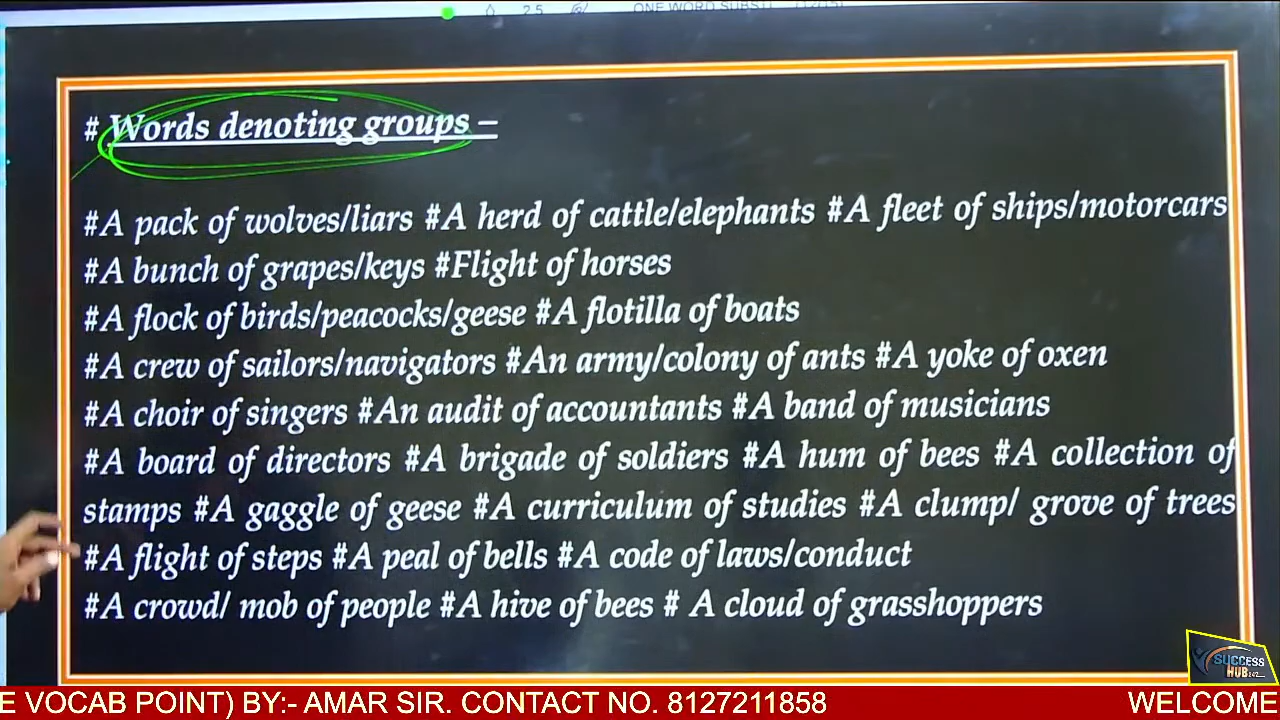 25 ONE WORD SUBSTI
# Words denoting groups –
#A pack of wolves/liars #A herd of cattle/elephants #A fleet of ships/motorcars
#A bunch of grapes/keys #Flight of horses
#A flock of birds/peacocks/geese #A flotilla of boats
#A crew of sailors/navigators #An army/colony of ants #A yoke of oxen
#A choir of singers #An audit of accountants #A band of musicians
#A board of directors #A brigade of soldiers #A hum of bees #A collection of
stamps #A gaggle of geese #A curriculum of studies #A clump/ grove of trees
#A flight of steps #A peal of bells #A code of laws/conduct
#A crowd/ mob of people #A hive of bees # A cloud of grasshoppers
SUCCESS
HUB
E VOCAB POINT) BY:- AMAR SIR. CONTACT NO. 8127211858 WELCOME